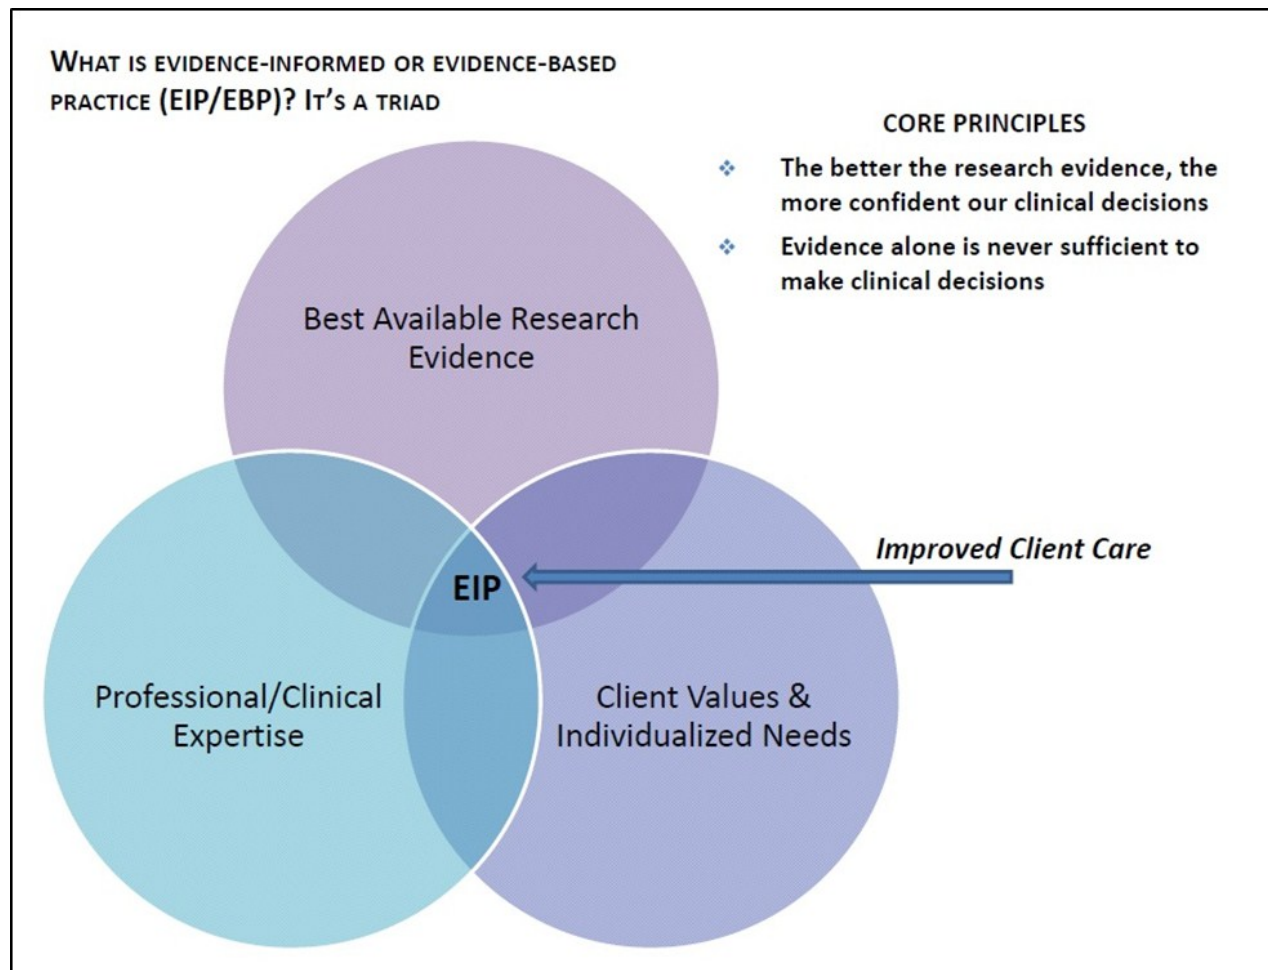 WHAT IS EVIDENCE-INFORMED OR EVIDENCE-BASED
PRACTICE (EIP/EBP)? IT’S A TRIAD
CORE PRINCIPLES
❖ The better the research evidence, the
more confident our clinical decisions
❖ Evidence alone is never sufficient to
make clinical decisions
Best Available Research
Evidence
Improved Client Care
EIP
Professional/Clinical
Expertise
Client Values &
Individualized Needs